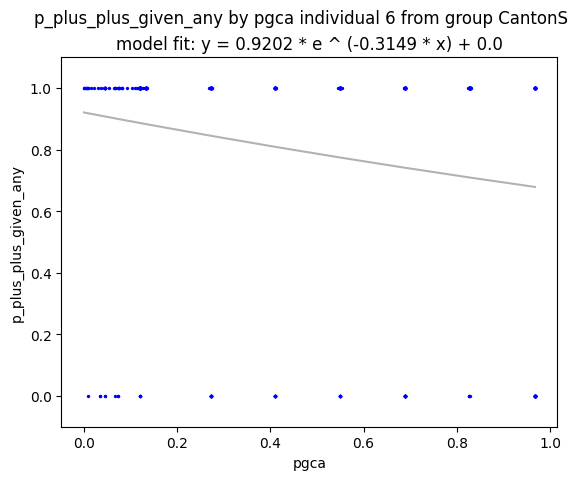 p_plus_plus_given_any by pgca individual 6 from group CantonS
model fit: y = 0.9202 * e ^ (-0.3149 * x) + 0.0
p_plus_plus_given_any
1.0
0.8
0.6
0.4
0.2
0.0
0.0 0.2 0.4 0.6 0.8 1.0
pgca